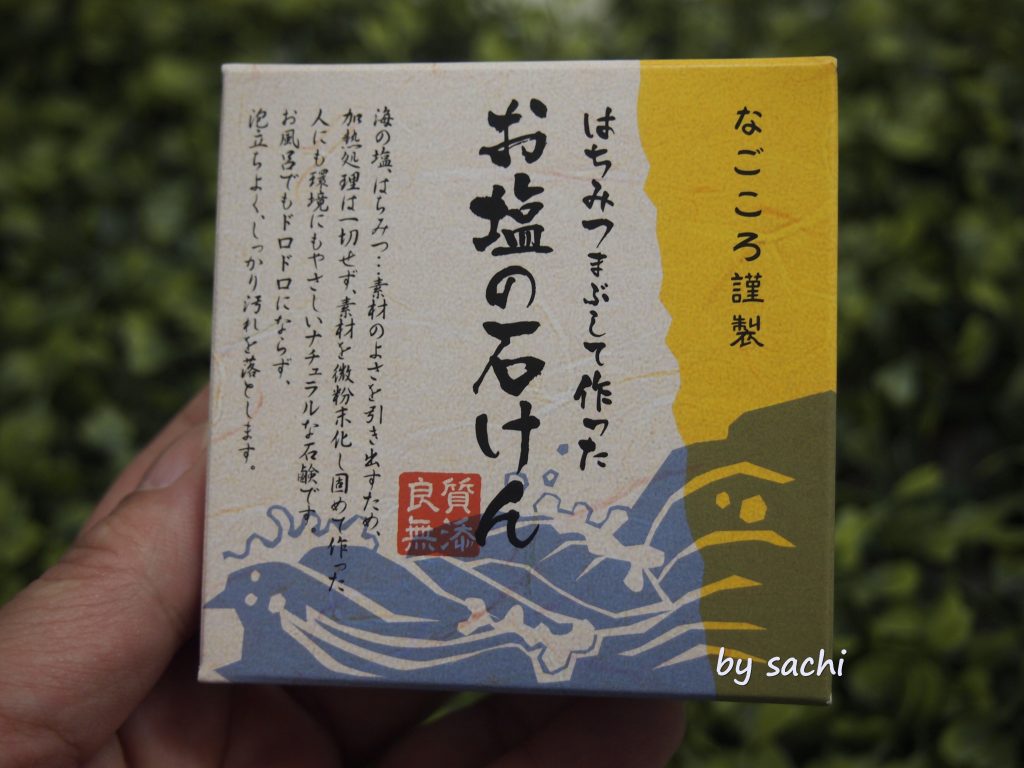 なごころ謹製
はちみつまぶして作った
お塩の石けん
質添
良無
海の塩、はちみつ‥素材のよさを引き出すため、
加熱処理は一切せず、素材を微粉末化し固めて作った
人にも環境にもやさしいナチュラルな石鹸です
お風呂でもドロドロにならず、
泡立ちよく、しっかり汚れを落とします。
by sachi